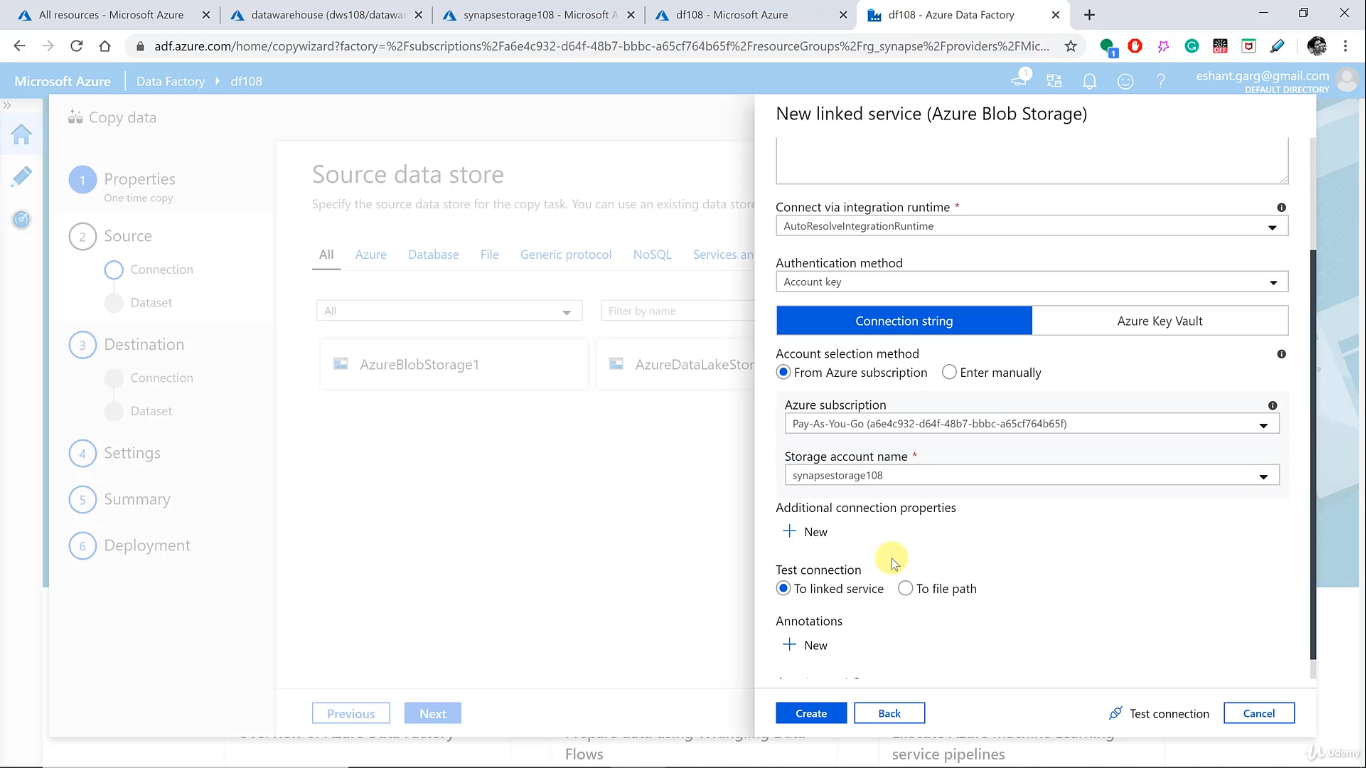 All resources - Microsoft Azure
datawarehouse (dws108/dataware
synapsestorage108 - Microsoft A
df108 - Microsoft Azure
df108 - Azure Data Factory
adf.azure.com/home/copywizard?factory=%2Fsubscriptions%2Fa6e4c932-d64f-48b7-bbbc-a65cf764b65f%2FresourceGroups%2Frg_synapse%2Fproviders%2FMic...
1
OFF
Microsoft Azure
Data Factory
df108
1
eshant.garg@gmail.com
DEFAULT DIRECTORY
Copy data
1 Properties
One time copy
2 Source
Connection
Dataset
3 Destination
Connection
Dataset
4 Settings
5 Summary
6 Deployment
Source data store
Specify the source data store for the copy task. You can use an existing data store
All Azure Database File Generic protocol NoSQL Services an
All
Filter by name
AzureBlobStorage1
AzureDataLakeStor
Previous
Next
New linked service (Azure Blob Storage)
Connect via integration runtime *
AutoResolveIntegrationRuntime
Authentication method
Account key
Connection string
Azure Key Vault
Account selection method
From Azure subscription Enter manually
Azure subscription
Pay-As-You-Go (a6e4c932-d64f-48b7-bbbc-a65cf764b65f)
Storage account name *
synapsestorage108
Additional connection properties
New
Test connection
To linked service To file path
Annotations
New
Create
Back
Test connection
Cancel
Flows
service pipelines
Udemy